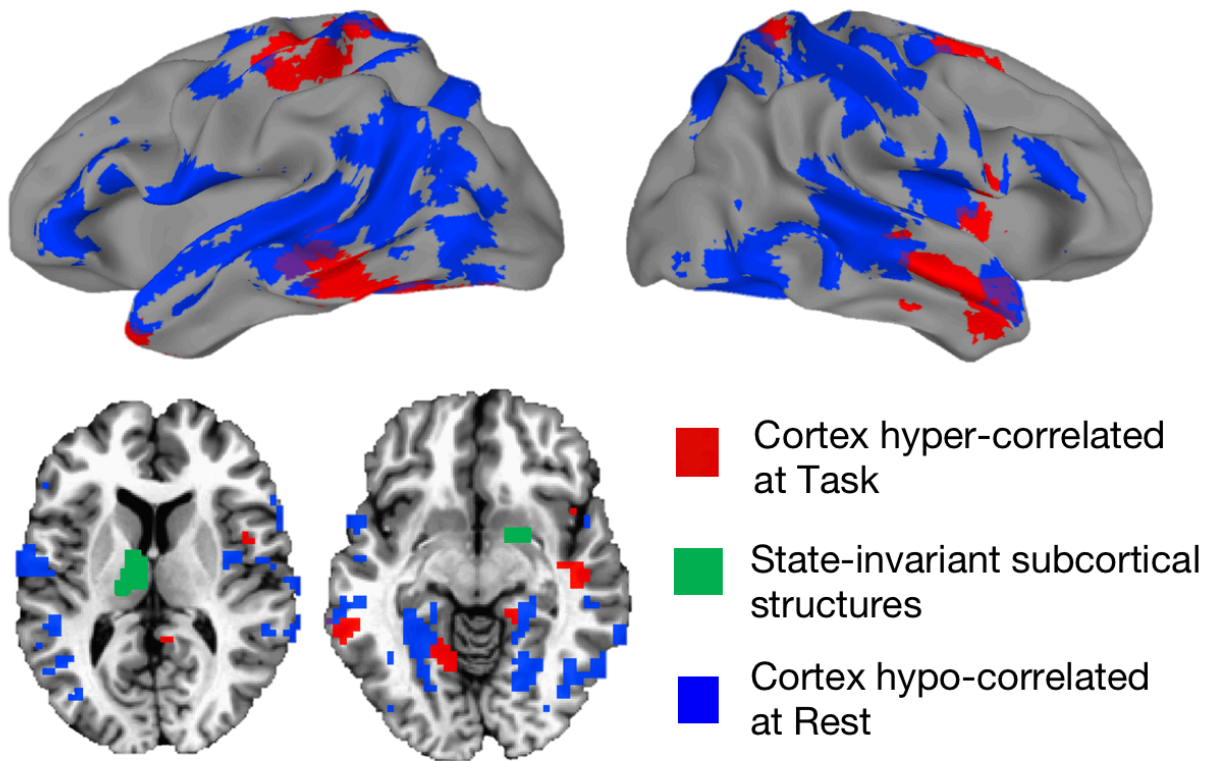 Cortex hyper-correlated
at Task
State-invariant subcortical
structures
Cortex hypo-correlated
at Rest